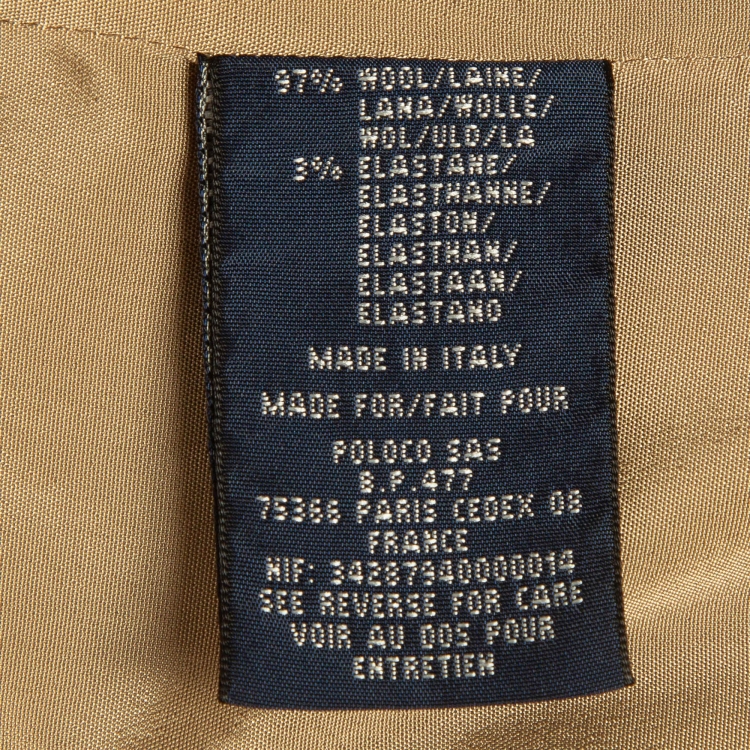 97% WOOL/LAINE/
LANA/WOLLE/
WOL/ULD/LA
3% ELASTANE/
ELASTHANNE/
ELASTON/
ELASTHAN/
ELASTAAN/
ELASTANO
MADE IN ITALY
MADE FOR/FAIT POUR
POLOCO SAS
B.P.477
75366 PARIS CEDEX 08
FRANCE
NIF: 34287940000014
SEE REVERSE FOR CARE
VOIR AU DOS POUR
ENTRETIEN